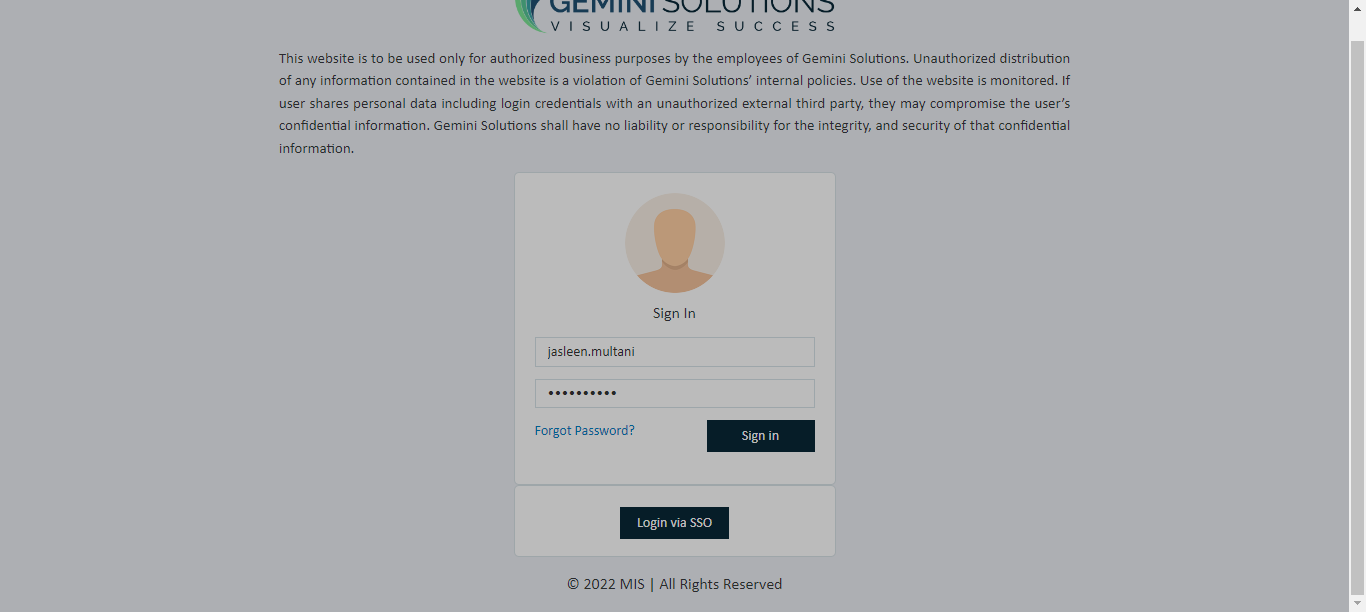 GEMINI SOLUTIONS
VISUALIZE SUCCESS
This website is to be used only for authorized business purposes by the employees of Gemini Solutions. Unauthorized distribution
of any information contained in the website is a violation of Gemini Solutions’ internal policies. Use of the website is monitored. If
user shares personal data including login credentials with an unauthorized external third party, they may compromise the user’s
confidential information. Gemini Solutions shall have no liability or responsibility for the integrity, and security of that confidential
information.
Sign In
jasleen.multani
••••••••••
Forgot Password?
Sign in
Login via SSO
© 2022 MIS | All Rights Reserved